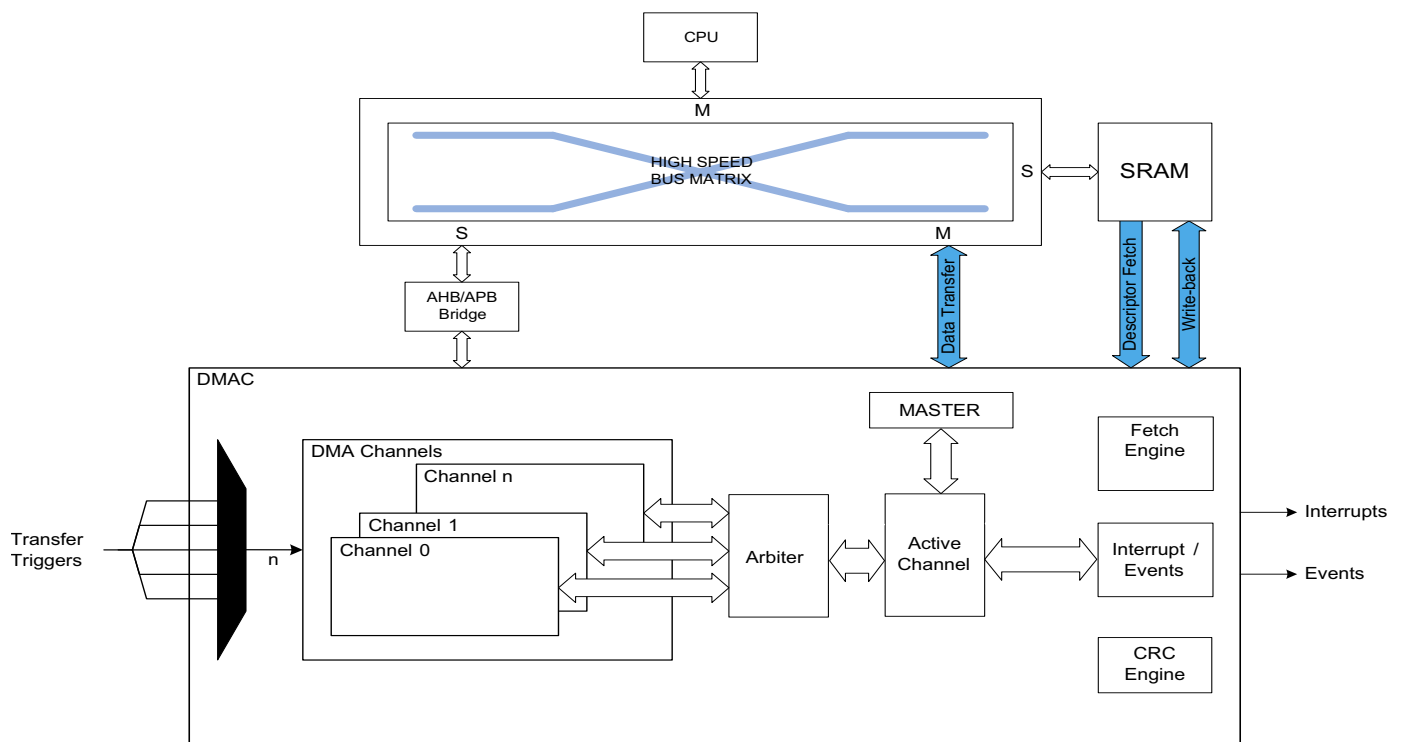 CPU
M
HIGH SPEED
BUS MATRIX
S
SRAM
S
M
AHB/APB
Bridge
Data Transfer
Descriptor Fetch
Write-back
DMAC
MASTER
DMA Channels
Fetch
Engine
Channel n
Channel 1
Channel 0
Transfer
Triggers
n
Arbiter
Active
Channel
Interrupt /
Events
Interrupts
Events
CRC
Engine